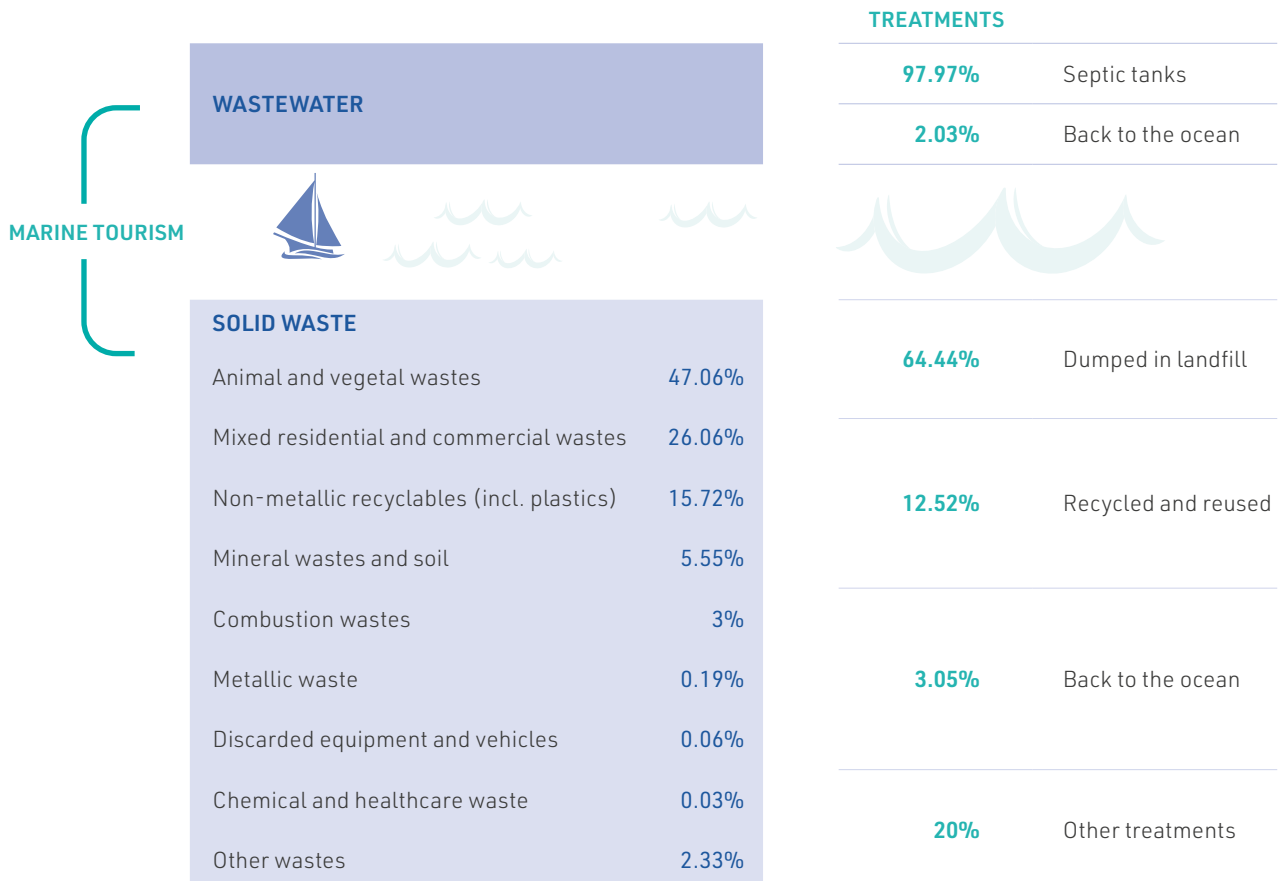 TREATMENTS
WASTEWATER
97.97% Septic tanks
2.03% Back to the ocean
MARINE TOURISM
SOLID WASTE
Animal and vegetal wastes 47.06%
Mixed residential and commercial wastes 26.06%
Non-metallic recyclables (incl. plastics) 15.72%
Mineral wastes and soil 5.55%
Combustion wastes 3%
Metallic waste 0.19%
Discarded equipment and vehicles 0.06%
Chemical and healthcare waste 0.03%
Other wastes 2.33%
64.44% Dumped in landfill
12.52% Recycled and reused
3.05% Back to the ocean
20% Other treatments